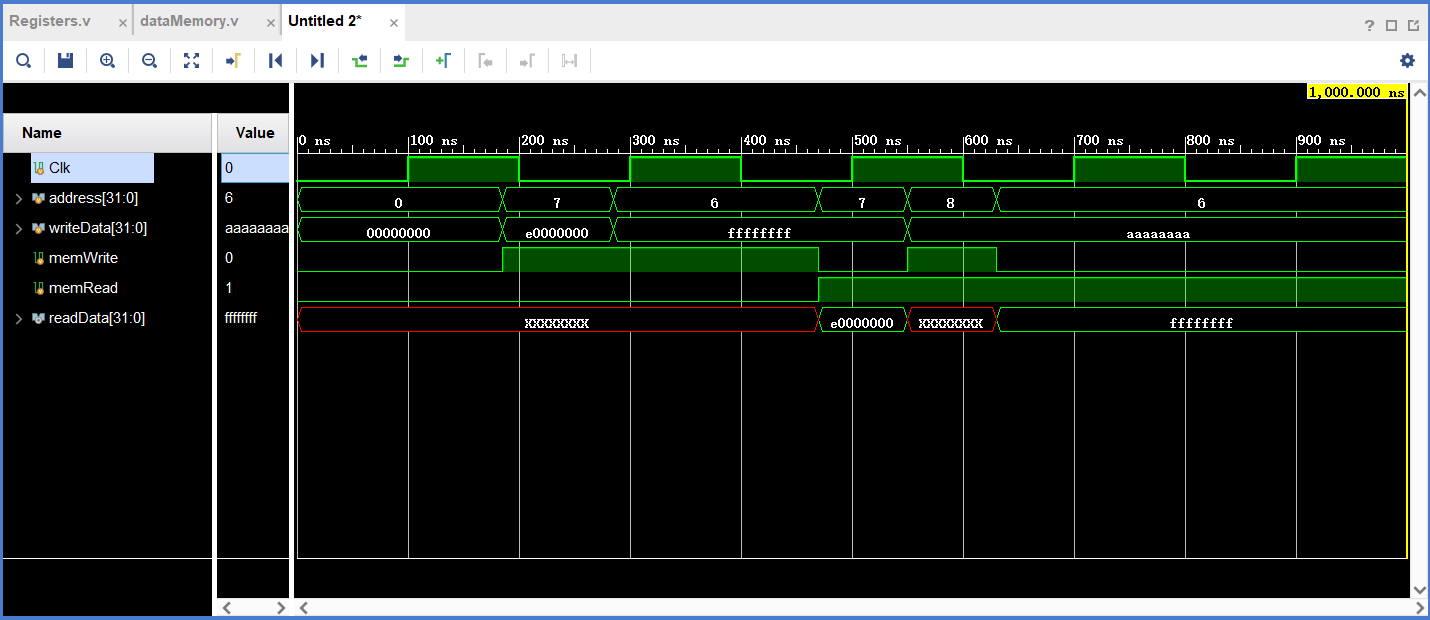 Registers.v × dataMemory.v × Untitled 2* ×
?
1,000.000 ns
Name Value
0 ns 100 ns 200 ns 300 ns 400 ns 500 ns 600 ns 700 ns 800 ns 900 ns
Clk 0
address[31:0] 6 0 7 6 7 8 6
writeData[31:0] aaaaaaaa 00000000 e0000000 ffffffff aaaaaaaa
memWrite 0
memRead 1
readData[31:0] ffffffff XXXXXXXX e0000000 XXXXXXXX ffffffff